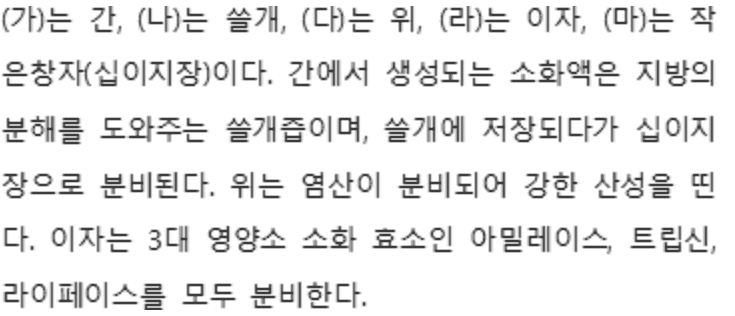 (가)는 간, (나)는 쓸개, (다)는 위, (라)는 이자, (마)는 작
은창자(십이지장)이다. 간에서 생성되는 소화액은 지방의
분해를 도와주는 쓸개즙이며, 쓸개에 저장되다가 십이지
장으로 분비된다. 위는 염산이 분비되어 강한 산성을 띤
다. 이자는 3대 영양소 소화 효소인 아밀레이스, 트립신,
라이페이스를 모두 분비한다.